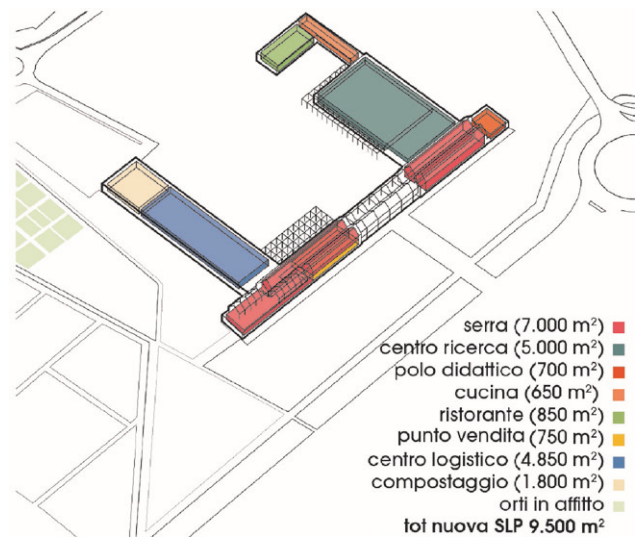 serra (7.000 m²)
centro ricerca (5.000 m²)
polo didattico (700 m²)
cucina (650 m²)
ristorante (850 m²)
punto vendita (750 m²)
centro logistico (4.850 m²)
compostaggio (1.800 m²)
orti in affitto
tot nuova SLP 9.500 m²